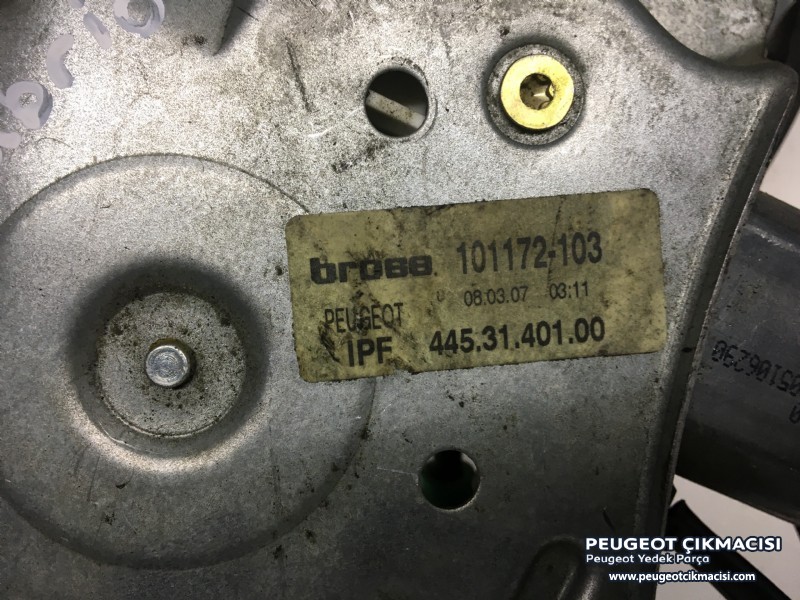 brose 101172-103
08.03.07 03:11
PEUGEOT
IPF 445.31.401.00
05106290
PEUGEOT ÇIKMACISI
Peugeot Yedek Parça
www.peugeotcikmacisi.com